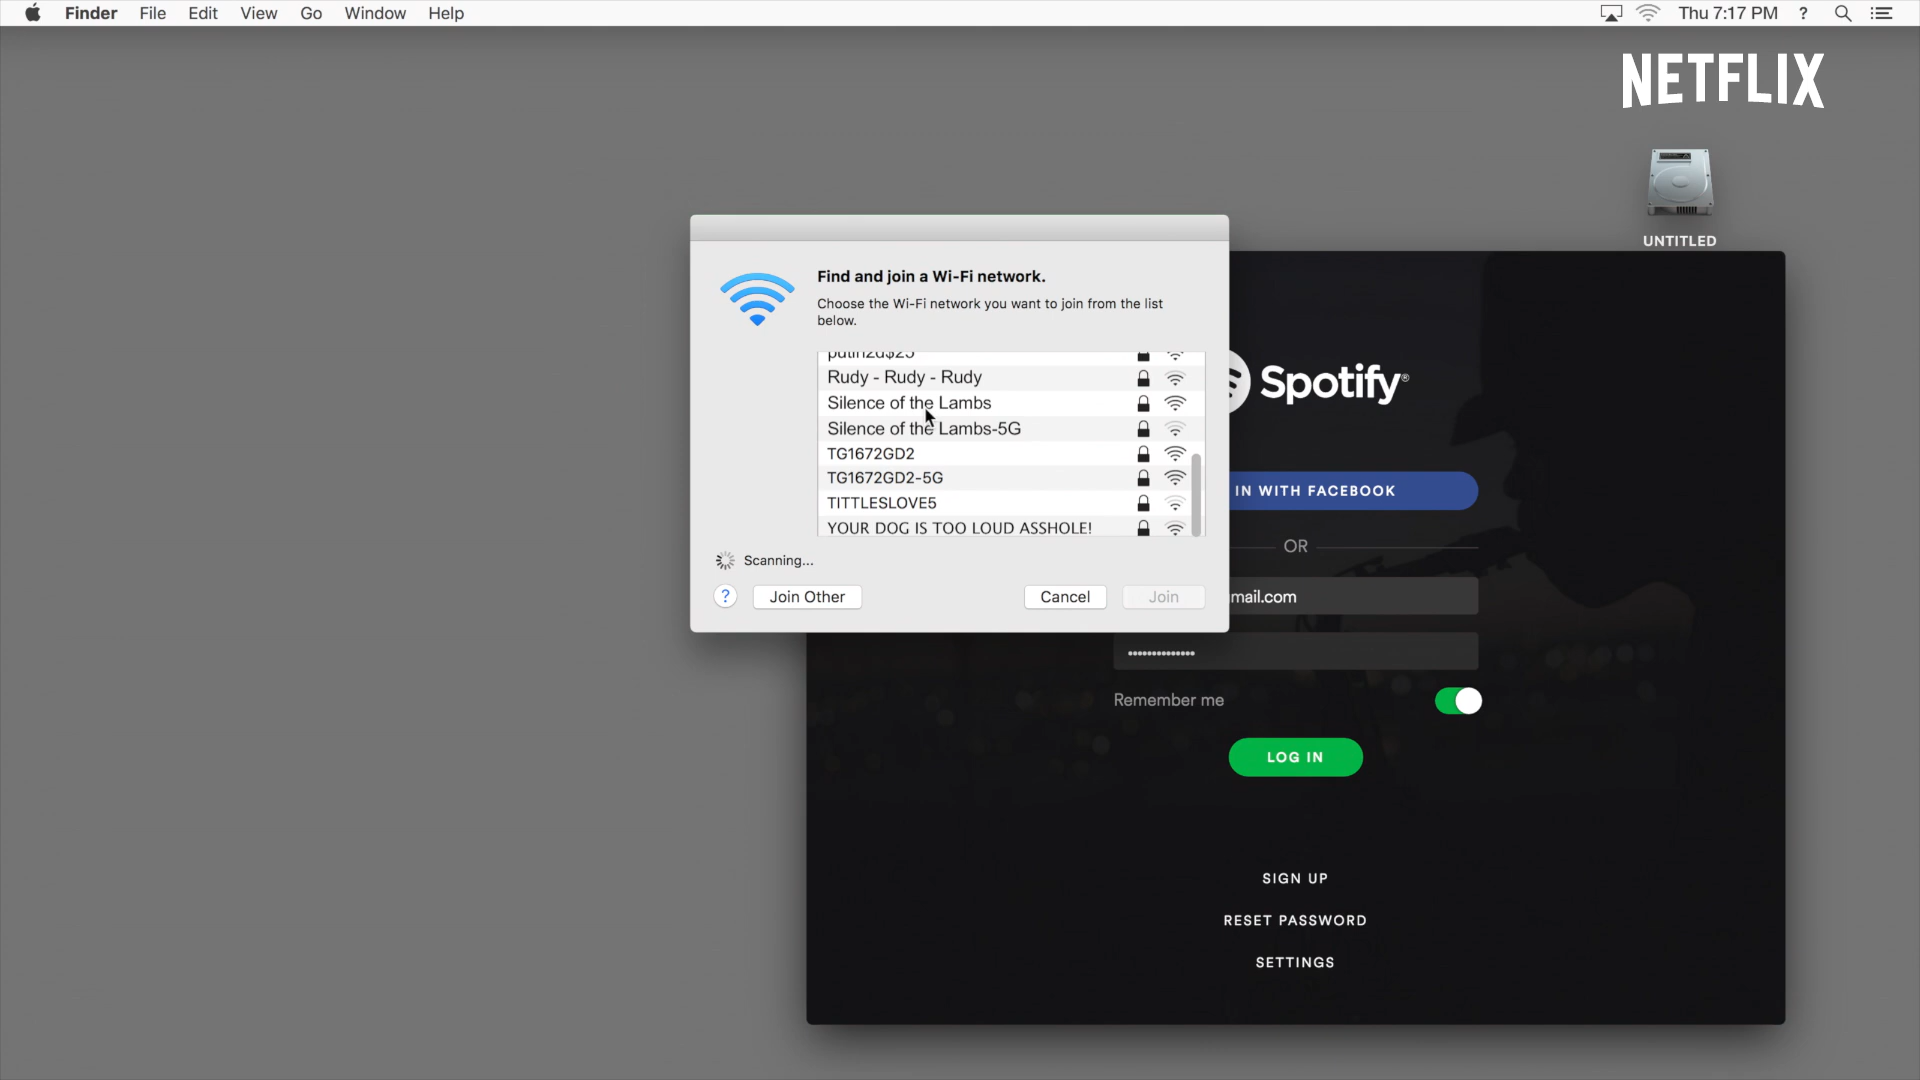 Finder File Edit View Go Window Help Thu 7:17 PM ?
NETFLIX
UNTITLED
Find and join a Wi-Fi network.
Choose the Wi-Fi network you want to join from the list
below.
Rudy - Rudy - Rudy
Silence of the Lambs
Silence of the Lambs-5G
TG1672GD2
TG1672GD2-5G
TITTLESLOVE5
YOUR DOG IS TOO LOUD ASSHOLE!
Scanning...
? Join Other Cancel Join
Spotify®
IN WITH FACEBOOK
OR
mail.com
Remember me
LOG IN
SIGN UP
RESET PASSWORD
SETTINGS